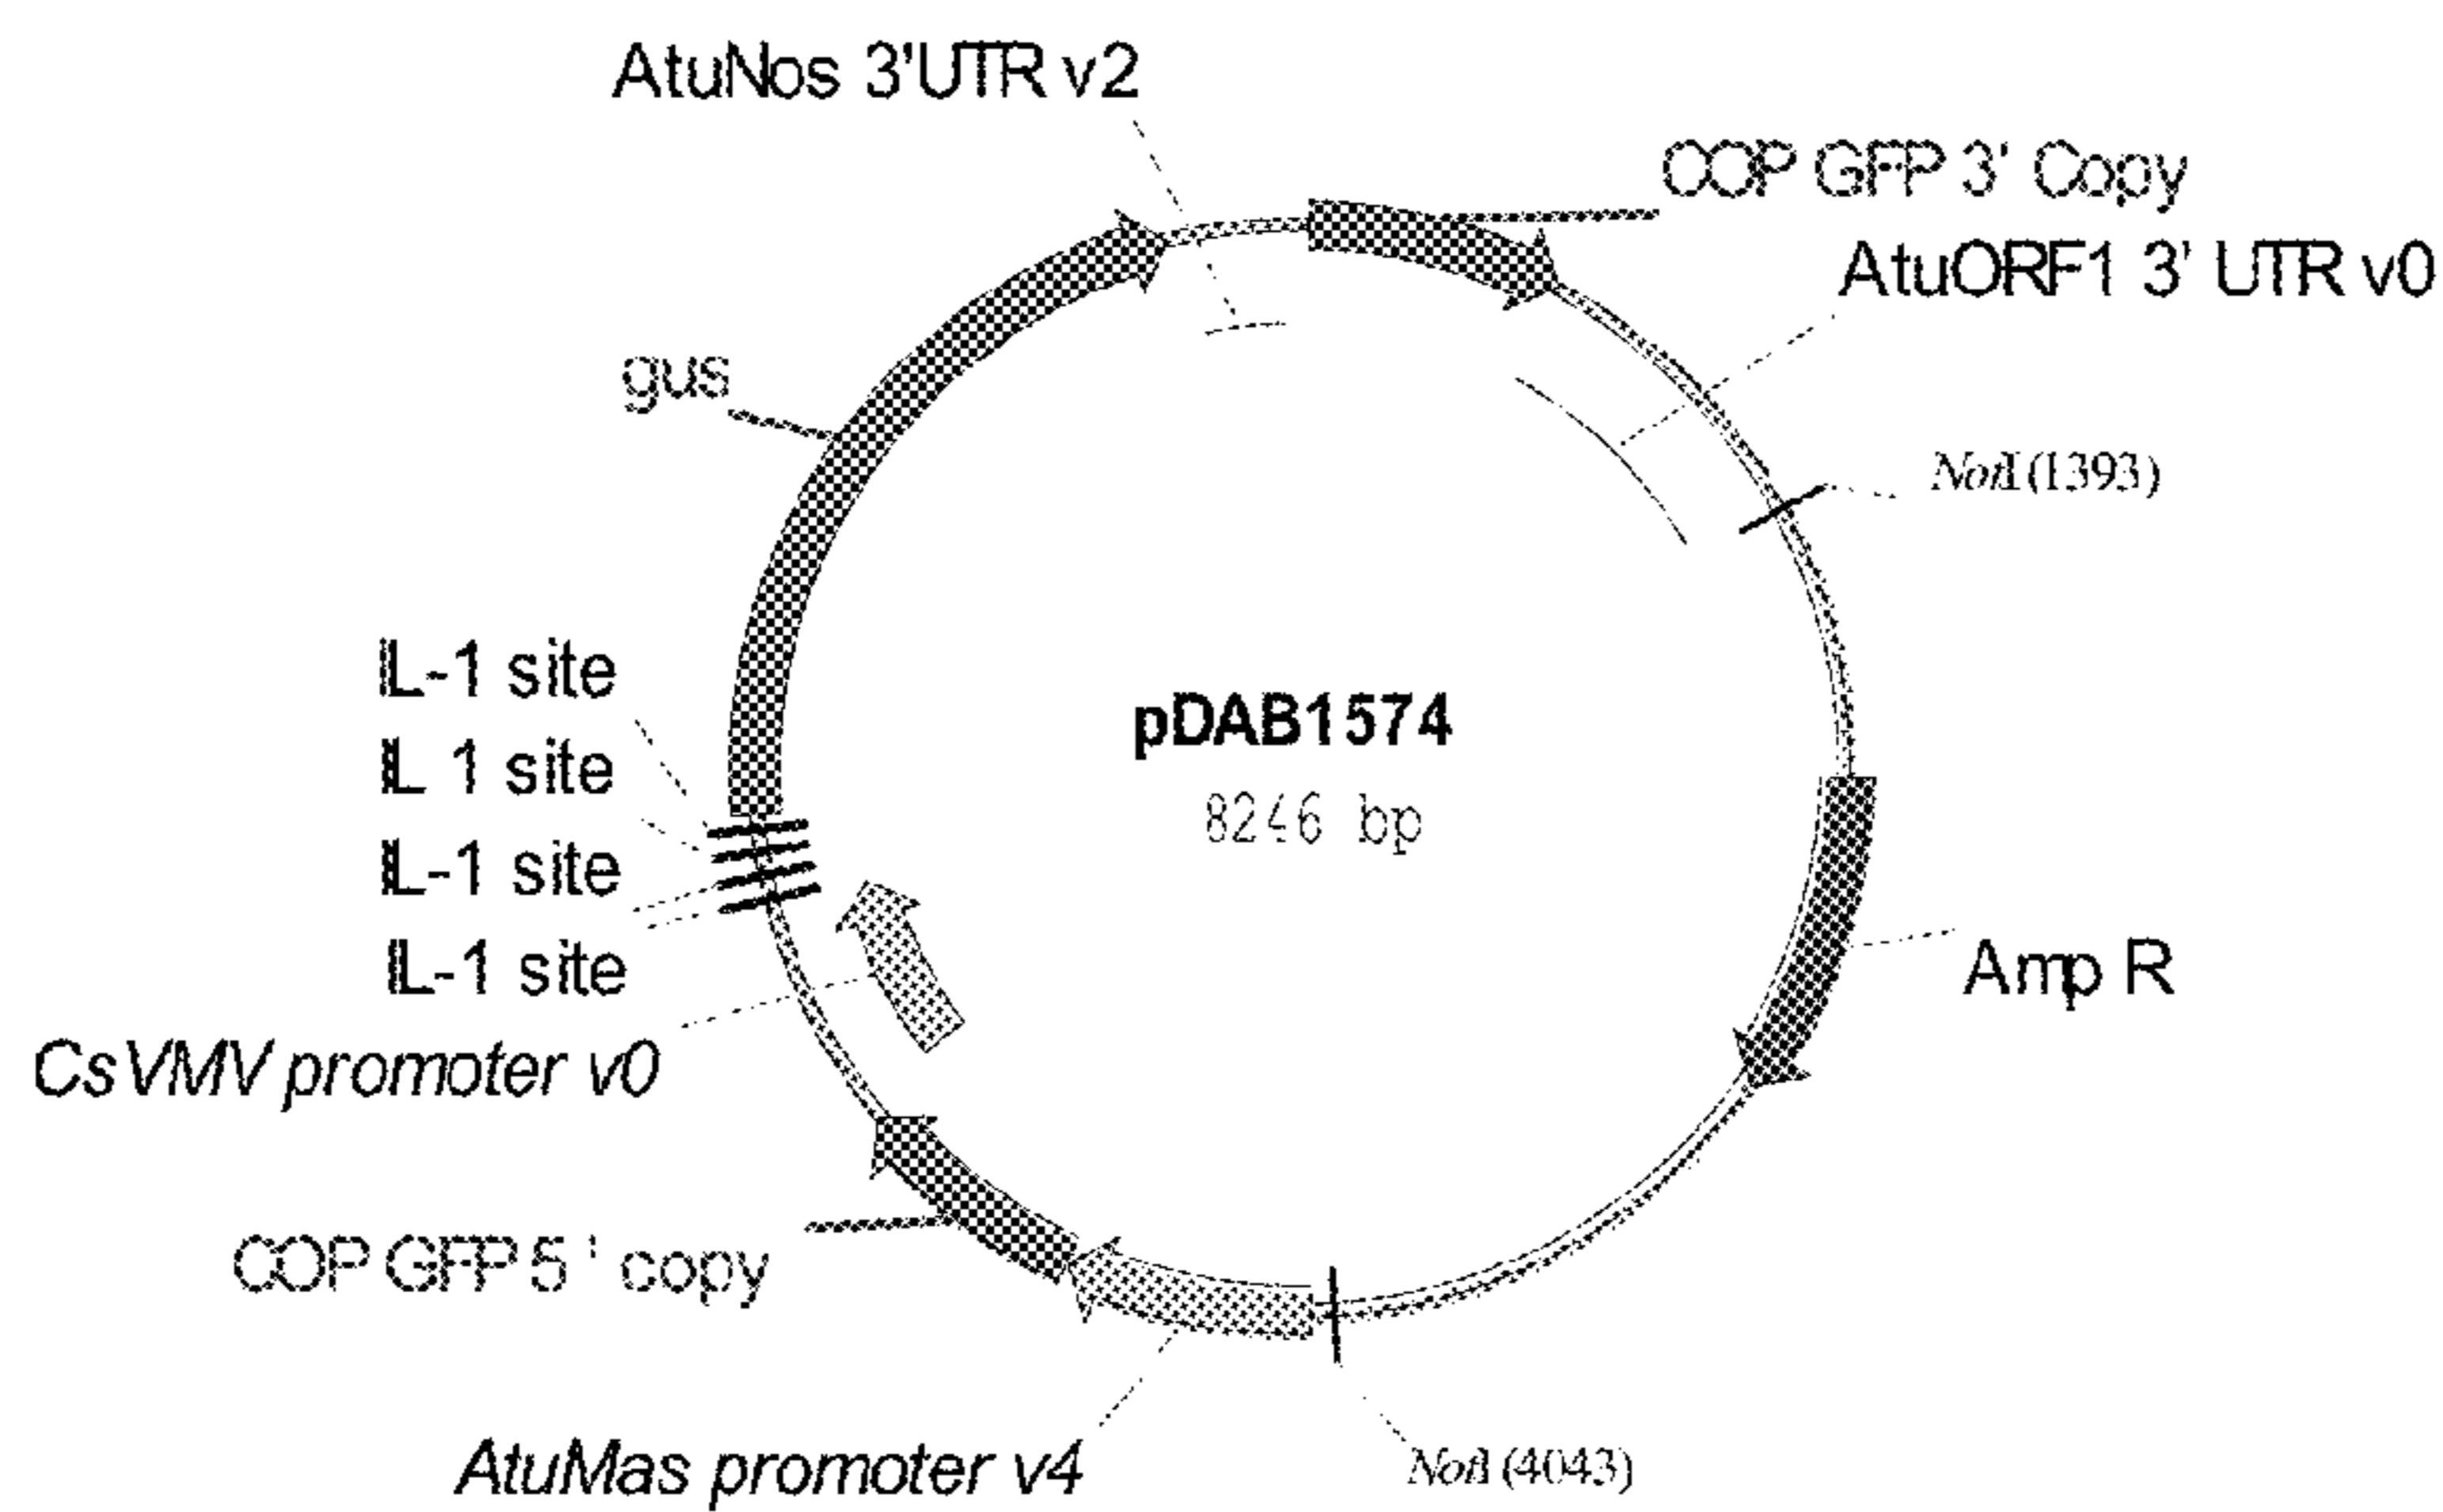 AtuNos 3'UTR v2
COP GFP 3' Copy
AtuORF1 3' UTR v0
NotI (1393)
gus
IL-1 site
IL 1 site
IL-1 site
IL-1 site
pDAB1574
8246 bp
Amp R
CsVMV promoter v0
COP GFP 5' copy
AtuMas promoter v4
NotI (4043)